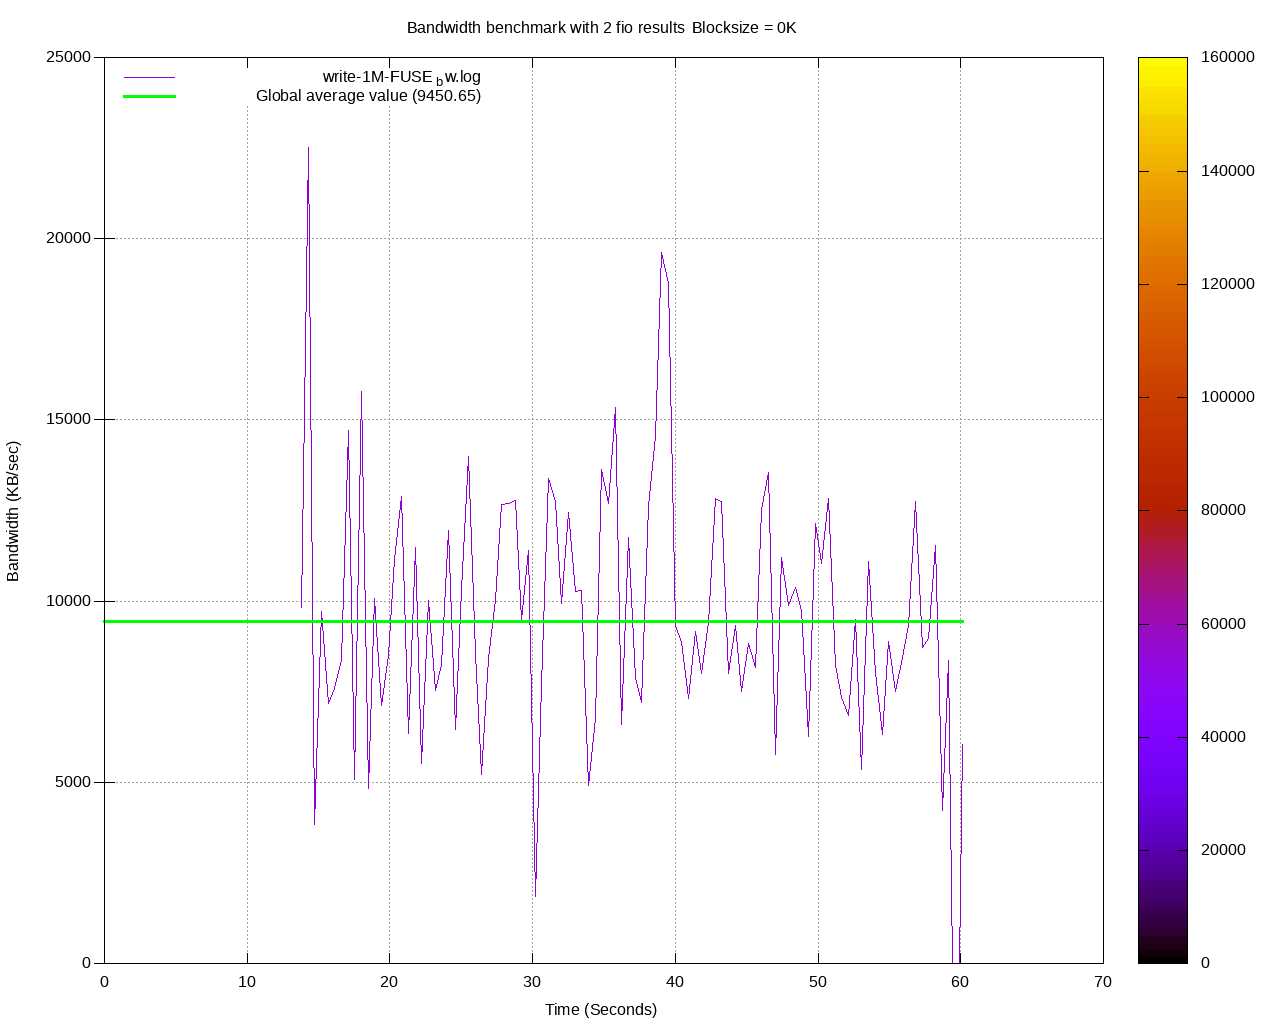 Bandwidth benchmark with 2 fio results Blocksize = 0K
write-1M-FUSE_bw.log
Global average value (9450.65)
Bandwidth (KB/sec)
25000
20000
15000
10000
5000
0
0 10 20 30 40 50 60 70
Time (Seconds)
160000
140000
120000
100000
80000
60000
40000
20000
0